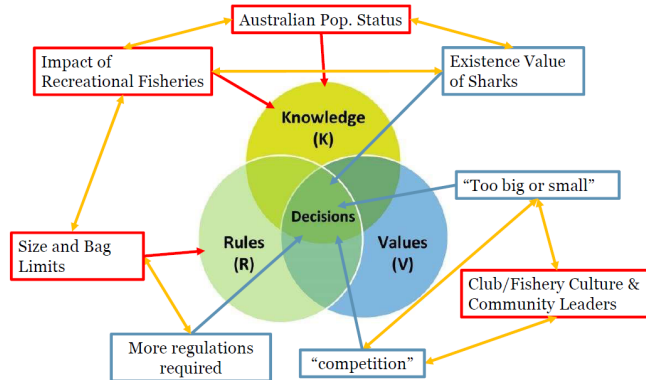 Australian Pop. Status
Impact of
Recreational Fisheries
Existence Value
of Sharks
Knowledge
(K)
"Too big or small"
Decisions
Rules
(R)
Values
(V)
Size and Bag
Limits
Club/Fishery Culture &
Community Leaders
More regulations
required
"competition"